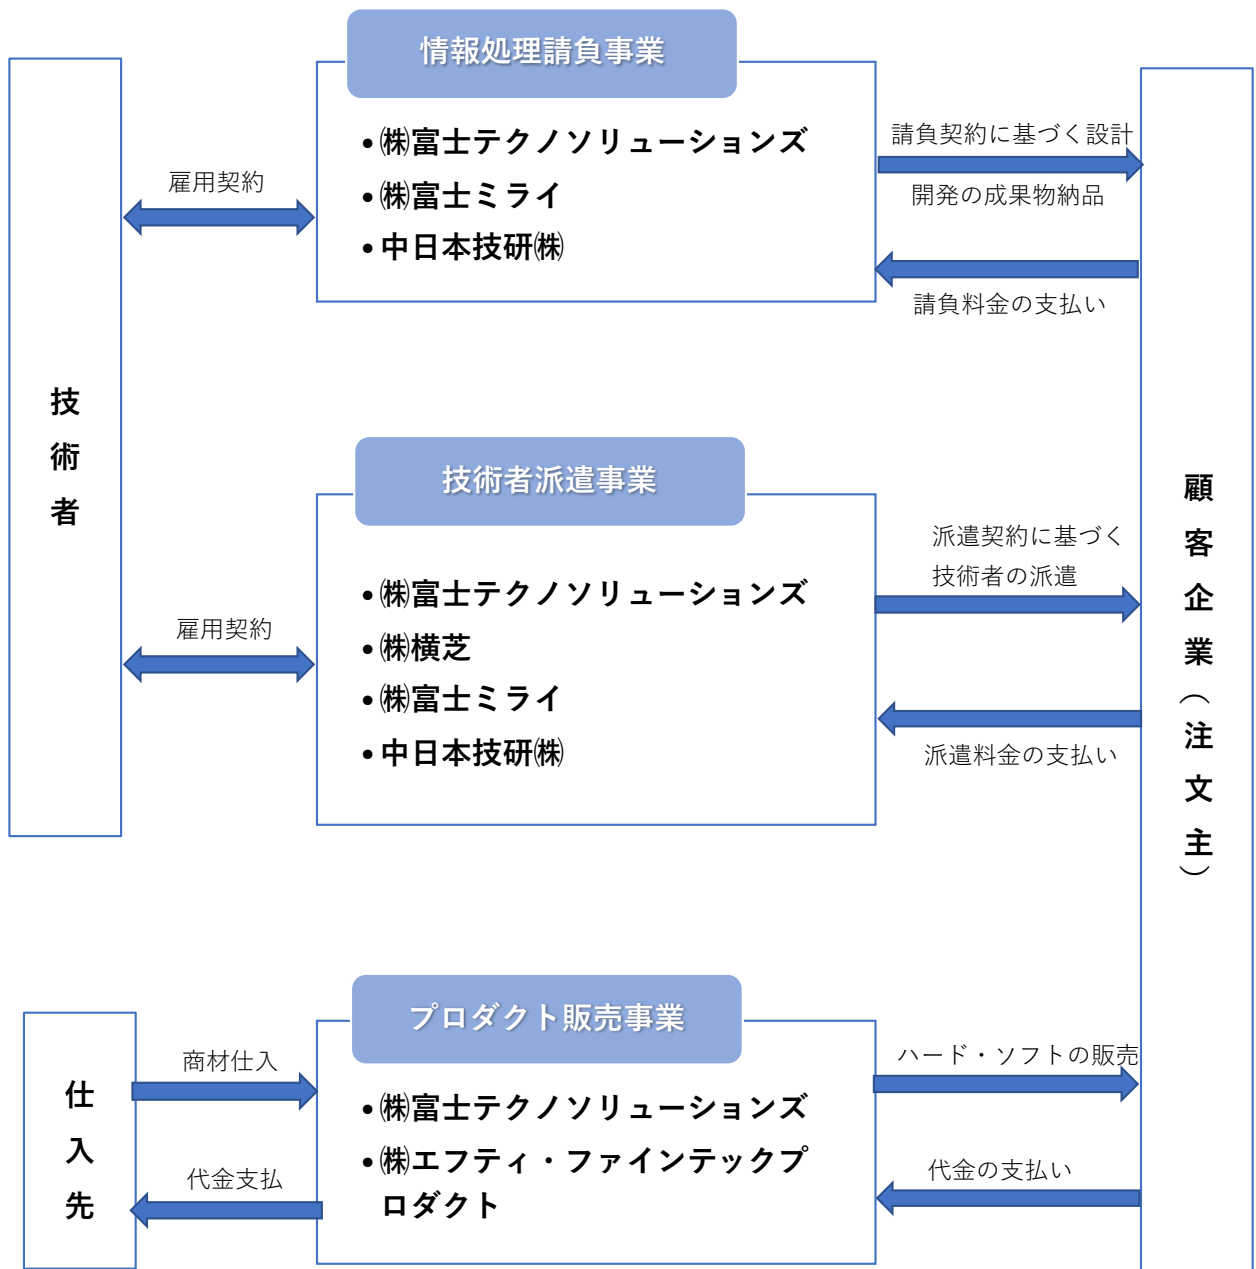 情報処理請負事業
• ㈱富士テクノソリューションズ
• ㈱富士ミライ
• 中日本技研㈱
雇用契約
請負契約に基づく設計
開発の成果物納品
請負料金の支払い
技術者
技術者派遣事業
• ㈱富士テクノソリューションズ
• ㈱横芝
• ㈱富士ミライ
• 中日本技研㈱
雇用契約
派遣契約に基づく
技術者の派遣
派遣料金の支払い
顧客企業（注文主）
プロダクト販売事業
• ㈱富士テクノソリューションズ
• ㈱エフティ・ファインテックプ
ロダクト
仕入先
商材仕入
代金支払
ハード・ソフトの販売
代金の支払い